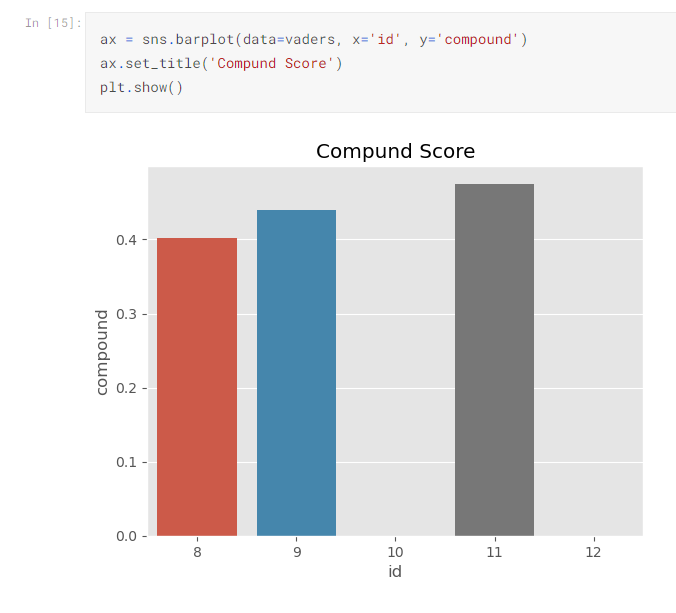 In [15]:
ax = sns.barplot(data=vaders, x='id', y='compound')
ax.set_title('Compund Score')
plt.show()
Compund Score
compound
0.4
0.3
0.2
0.1
0.0
8 9 10 11 12
id